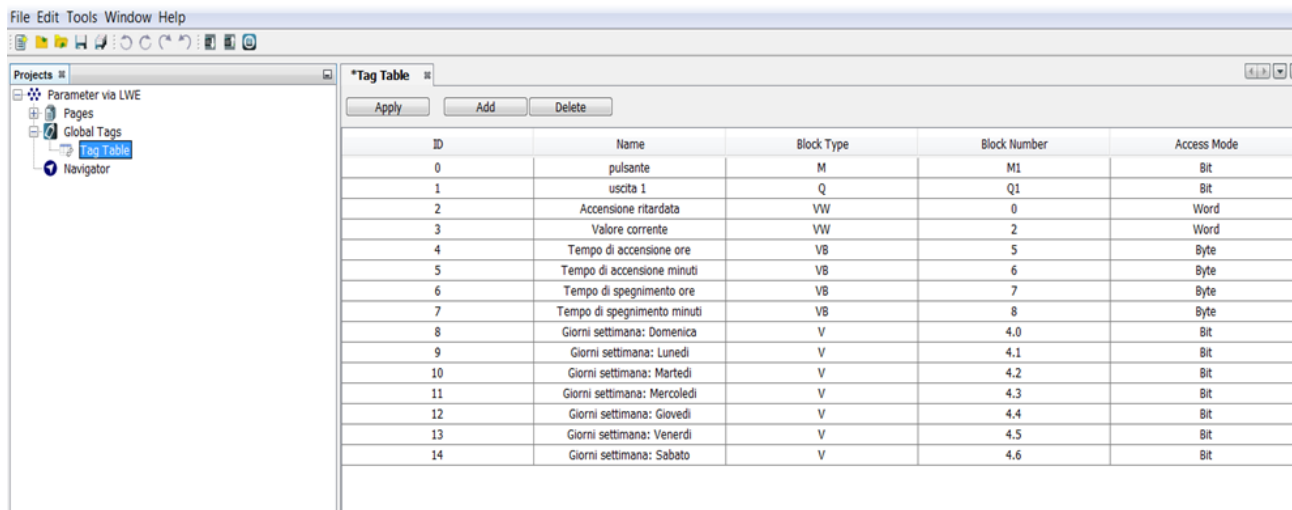 File Edit Tools Window Help
Projects
*Tag Table
Parameter via LWE
Pages
Global Tags
Tag Table
Navigator
Apply Add Delete
ID Name Block Type Block Number Access Mode
0 pulsante M M1 Bit
1 uscita 1 Q Q1 Bit
2 Accensione ritardata VW 0 Word
3 Valore corrente VW 2 Word
4 Tempo di accensione ore VB 5 Byte
5 Tempo di accensione minuti VB 6 Byte
6 Tempo di spegnimento ore VB 7 Byte
7 Tempo di spegnimento minuti VB 8 Byte
8 Giorni settimana: Domenica V 4.0 Bit
9 Giorni settimana: Lunedi V 4.1 Bit
10 Giorni settimana: Martedi V 4.2 Bit
11 Giorni settimana: Mercoledi V 4.3 Bit
12 Giorni settimana: Giovedi V 4.4 Bit
13 Giorni settimana: Venerdi V 4.5 Bit
14 Giorni settimana: Sabato V 4.6 Bit